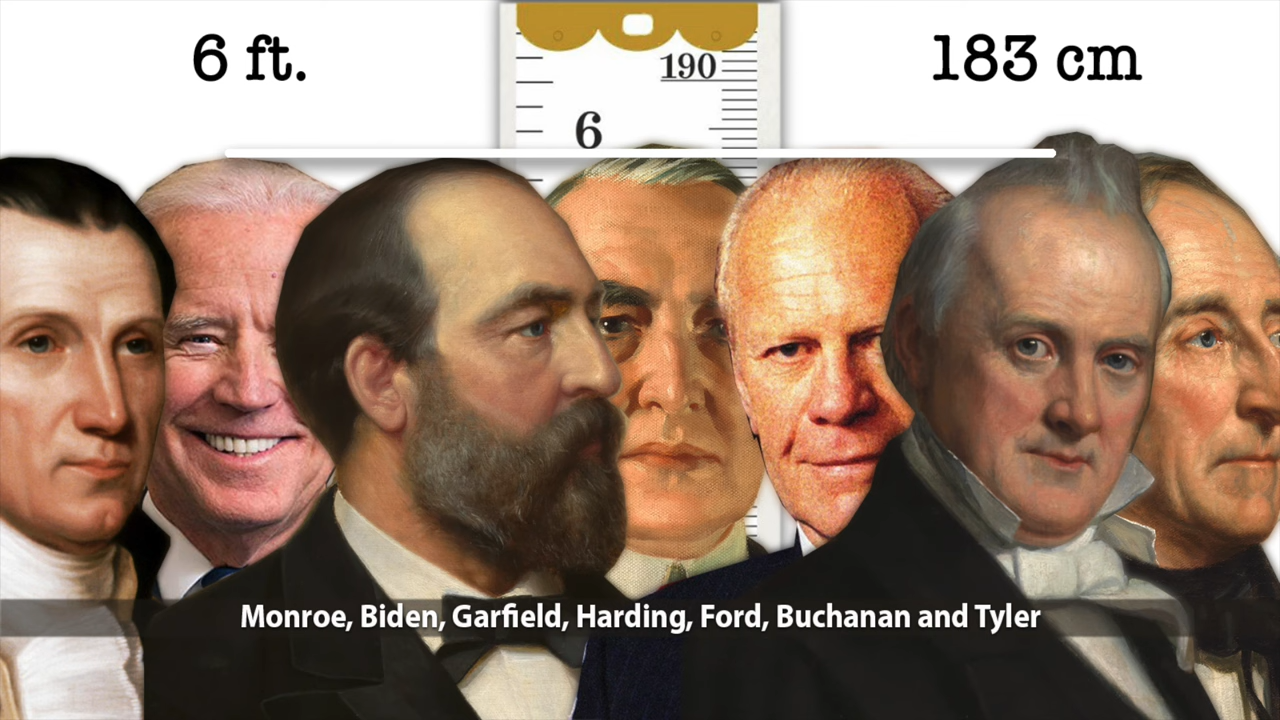 6 ft.
183 cm
190
6
Monroe, Biden, Garfield, Harding, Ford, Buchanan and Tyler